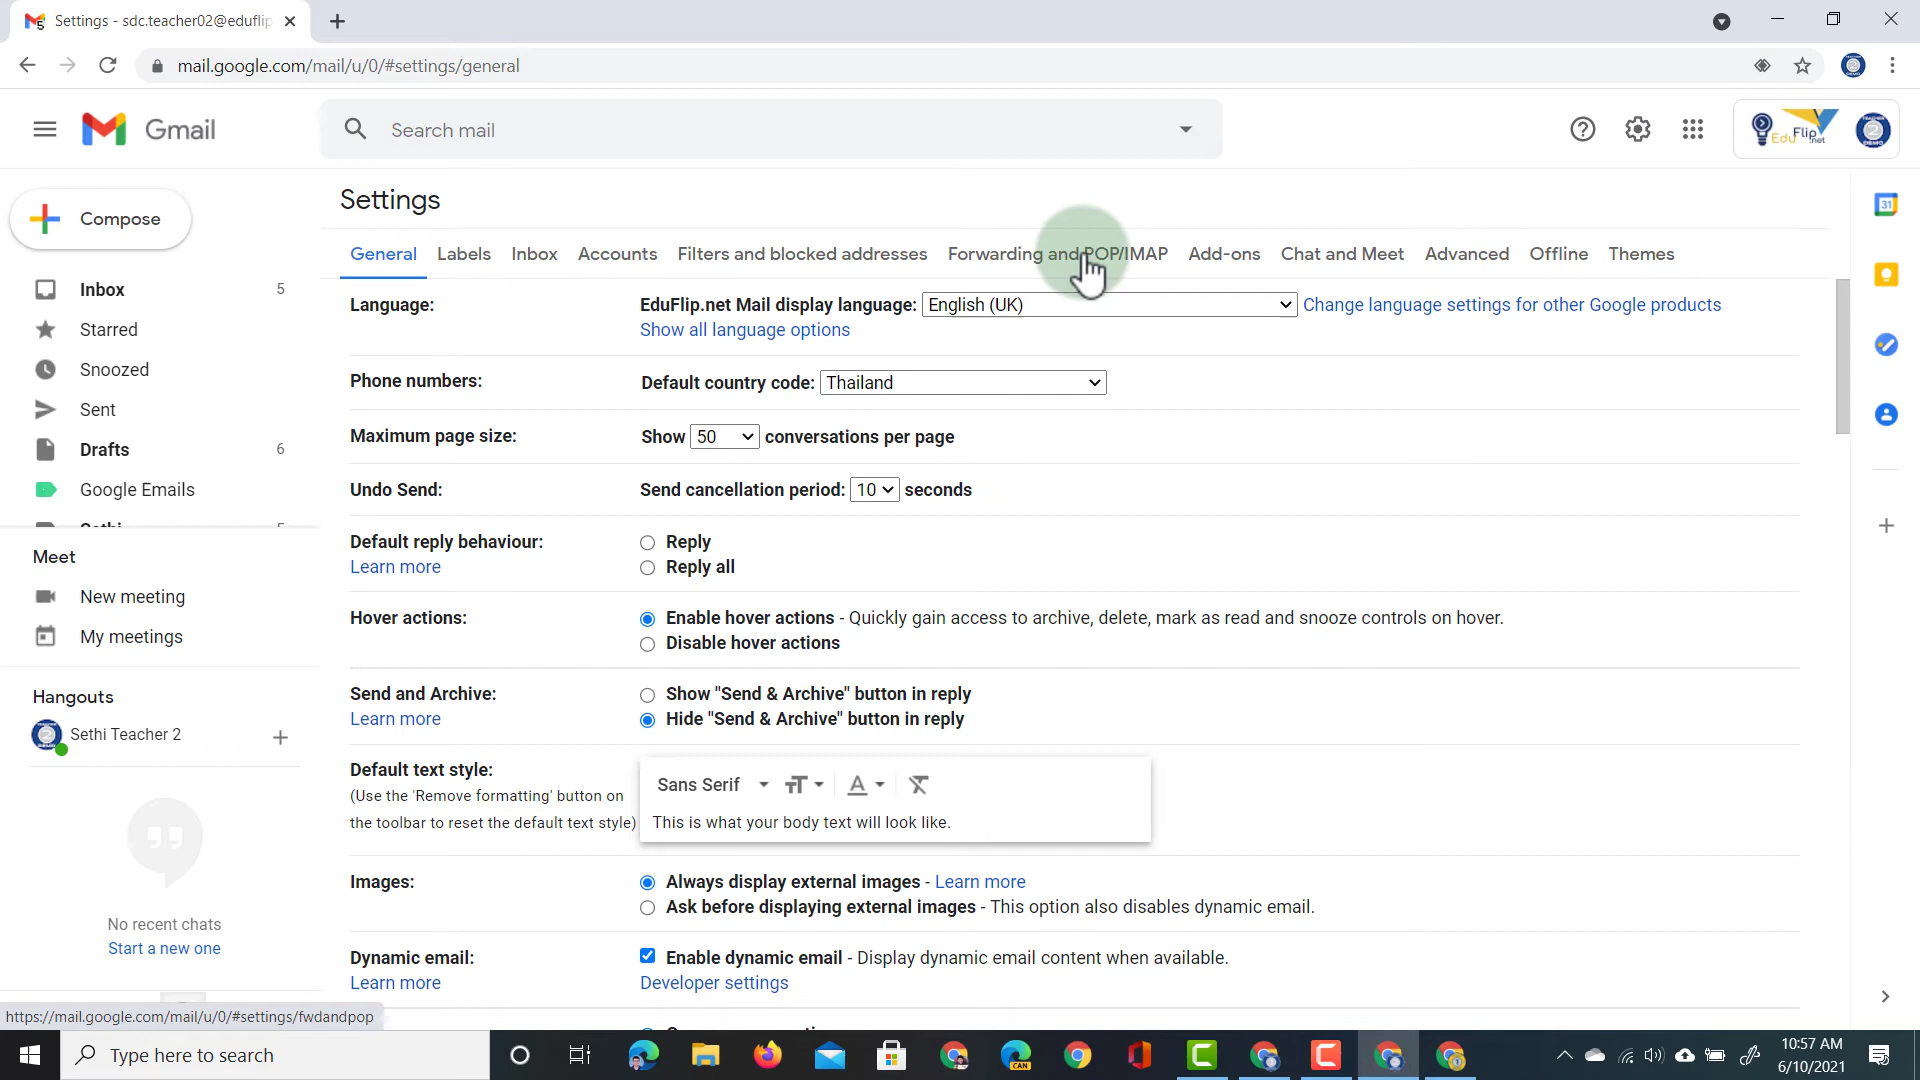 Settings - sdc.teacher02@eduflip
mail.google.com/mail/u/0/#settings/general
Gmail
Search mail
EduFlip.net
TEACHER 2 DEMO
Settings
Compose
General Labels Inbox Accounts Filters and blocked addresses Forwarding and POP/IMAP Add-ons Chat and Meet Advanced Offline Themes
Inbox 5
Starred
Snoozed
Sent
Drafts 6
Google Emails
Sethi 5
Meet
New meeting
My meetings
Hangouts
Sethi Teacher 2
No recent chats
Start a new one
Language: EduFlip.net Mail display language: English (UK) Change language settings for other Google products
Show all language options
Phone numbers: Default country code: Thailand
Maximum page size: Show 50 conversations per page
Undo Send: Send cancellation period: 10 seconds
Default reply behaviour: Reply
Learn more Reply all
Hover actions: Enable hover actions - Quickly gain access to archive, delete, mark as read and snooze controls on hover.
Disable hover actions
Send and Archive: Show "Send & Archive" button in reply
Learn more Hide "Send & Archive" button in reply
Default text style: Sans Serif
(Use the 'Remove formatting' button on
the toolbar to reset the default text style) This is what your body text will look like.
Images: Always display external images - Learn more
Ask before displaying external images - This option also disables dynamic email.
Dynamic email: Enable dynamic email - Display dynamic email content when available.
Learn more Developer settings
31
https://mail.google.com/mail/u/0/#settings/fwdandpop
Type here to search
CAN
10:57 AM
6/10/2021